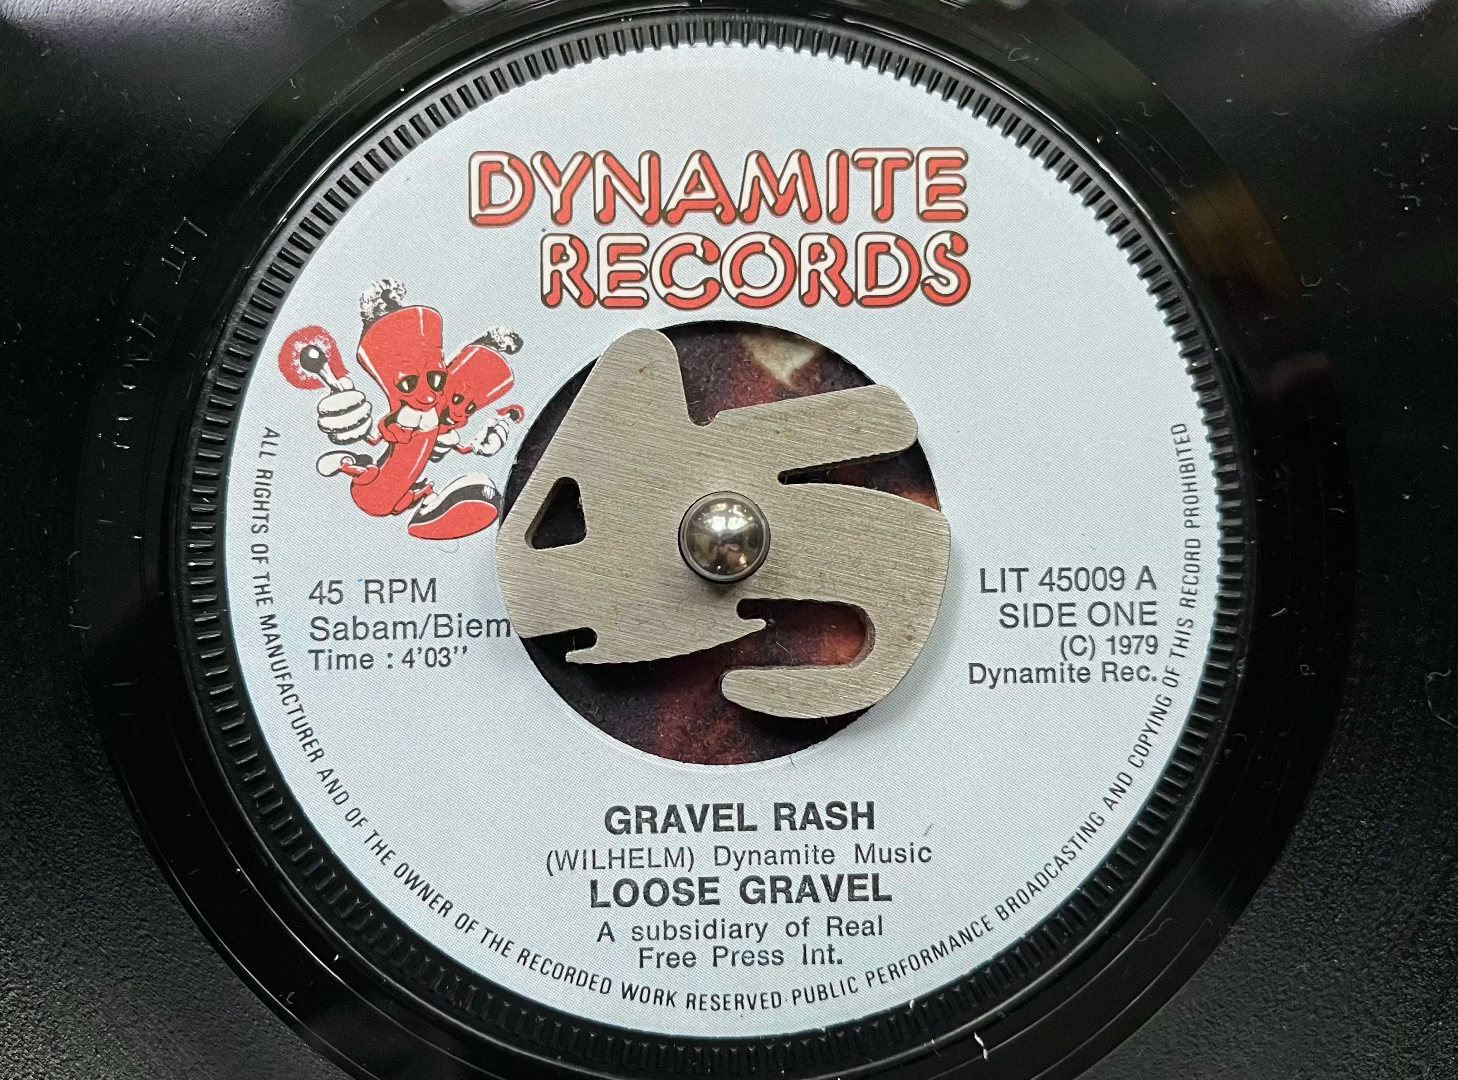 DYNAMITE
RECORDS
45 RPM
Sabam/Biem
Time : 4'03''
LIT 45009 A
SIDE ONE
(C) 1979
Dynamite Rec.
45
GRAVEL RASH
(WILHELM) Dynamite Music
LOOSE GRAVEL
A subsidiary of Real
Free Press Int.
ALL RIGHTS OF THE MANUFACTURER AND OF THE OWNER OF THE RECORDED WORK RESERVED·PUBLIC PERFORMANCE BROADCASTING AND COPYING OF THIS RECORD PROHIBITED